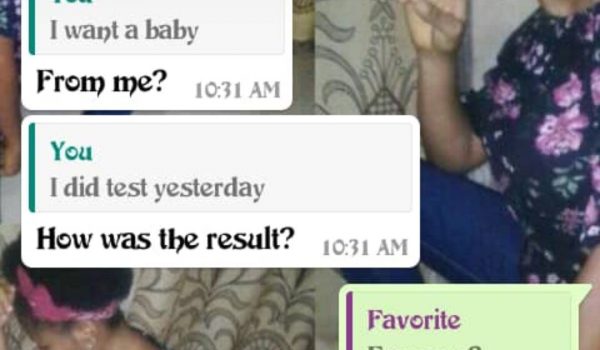 You
I want a baby
From me?
10:31 AM
You
I did test yesterday
How was the result?
10:31 AM
Favorite